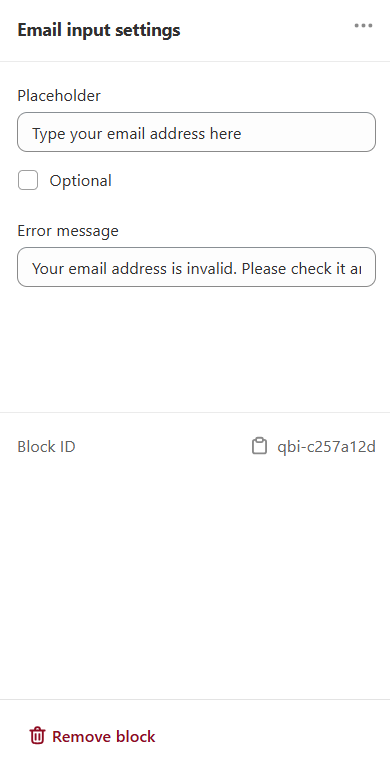 Email input settings
Placeholder
Type your email address here
Optional
Error message
Your email address is invalid. Please check it
Block ID
qbi-c257a12d
Remove block